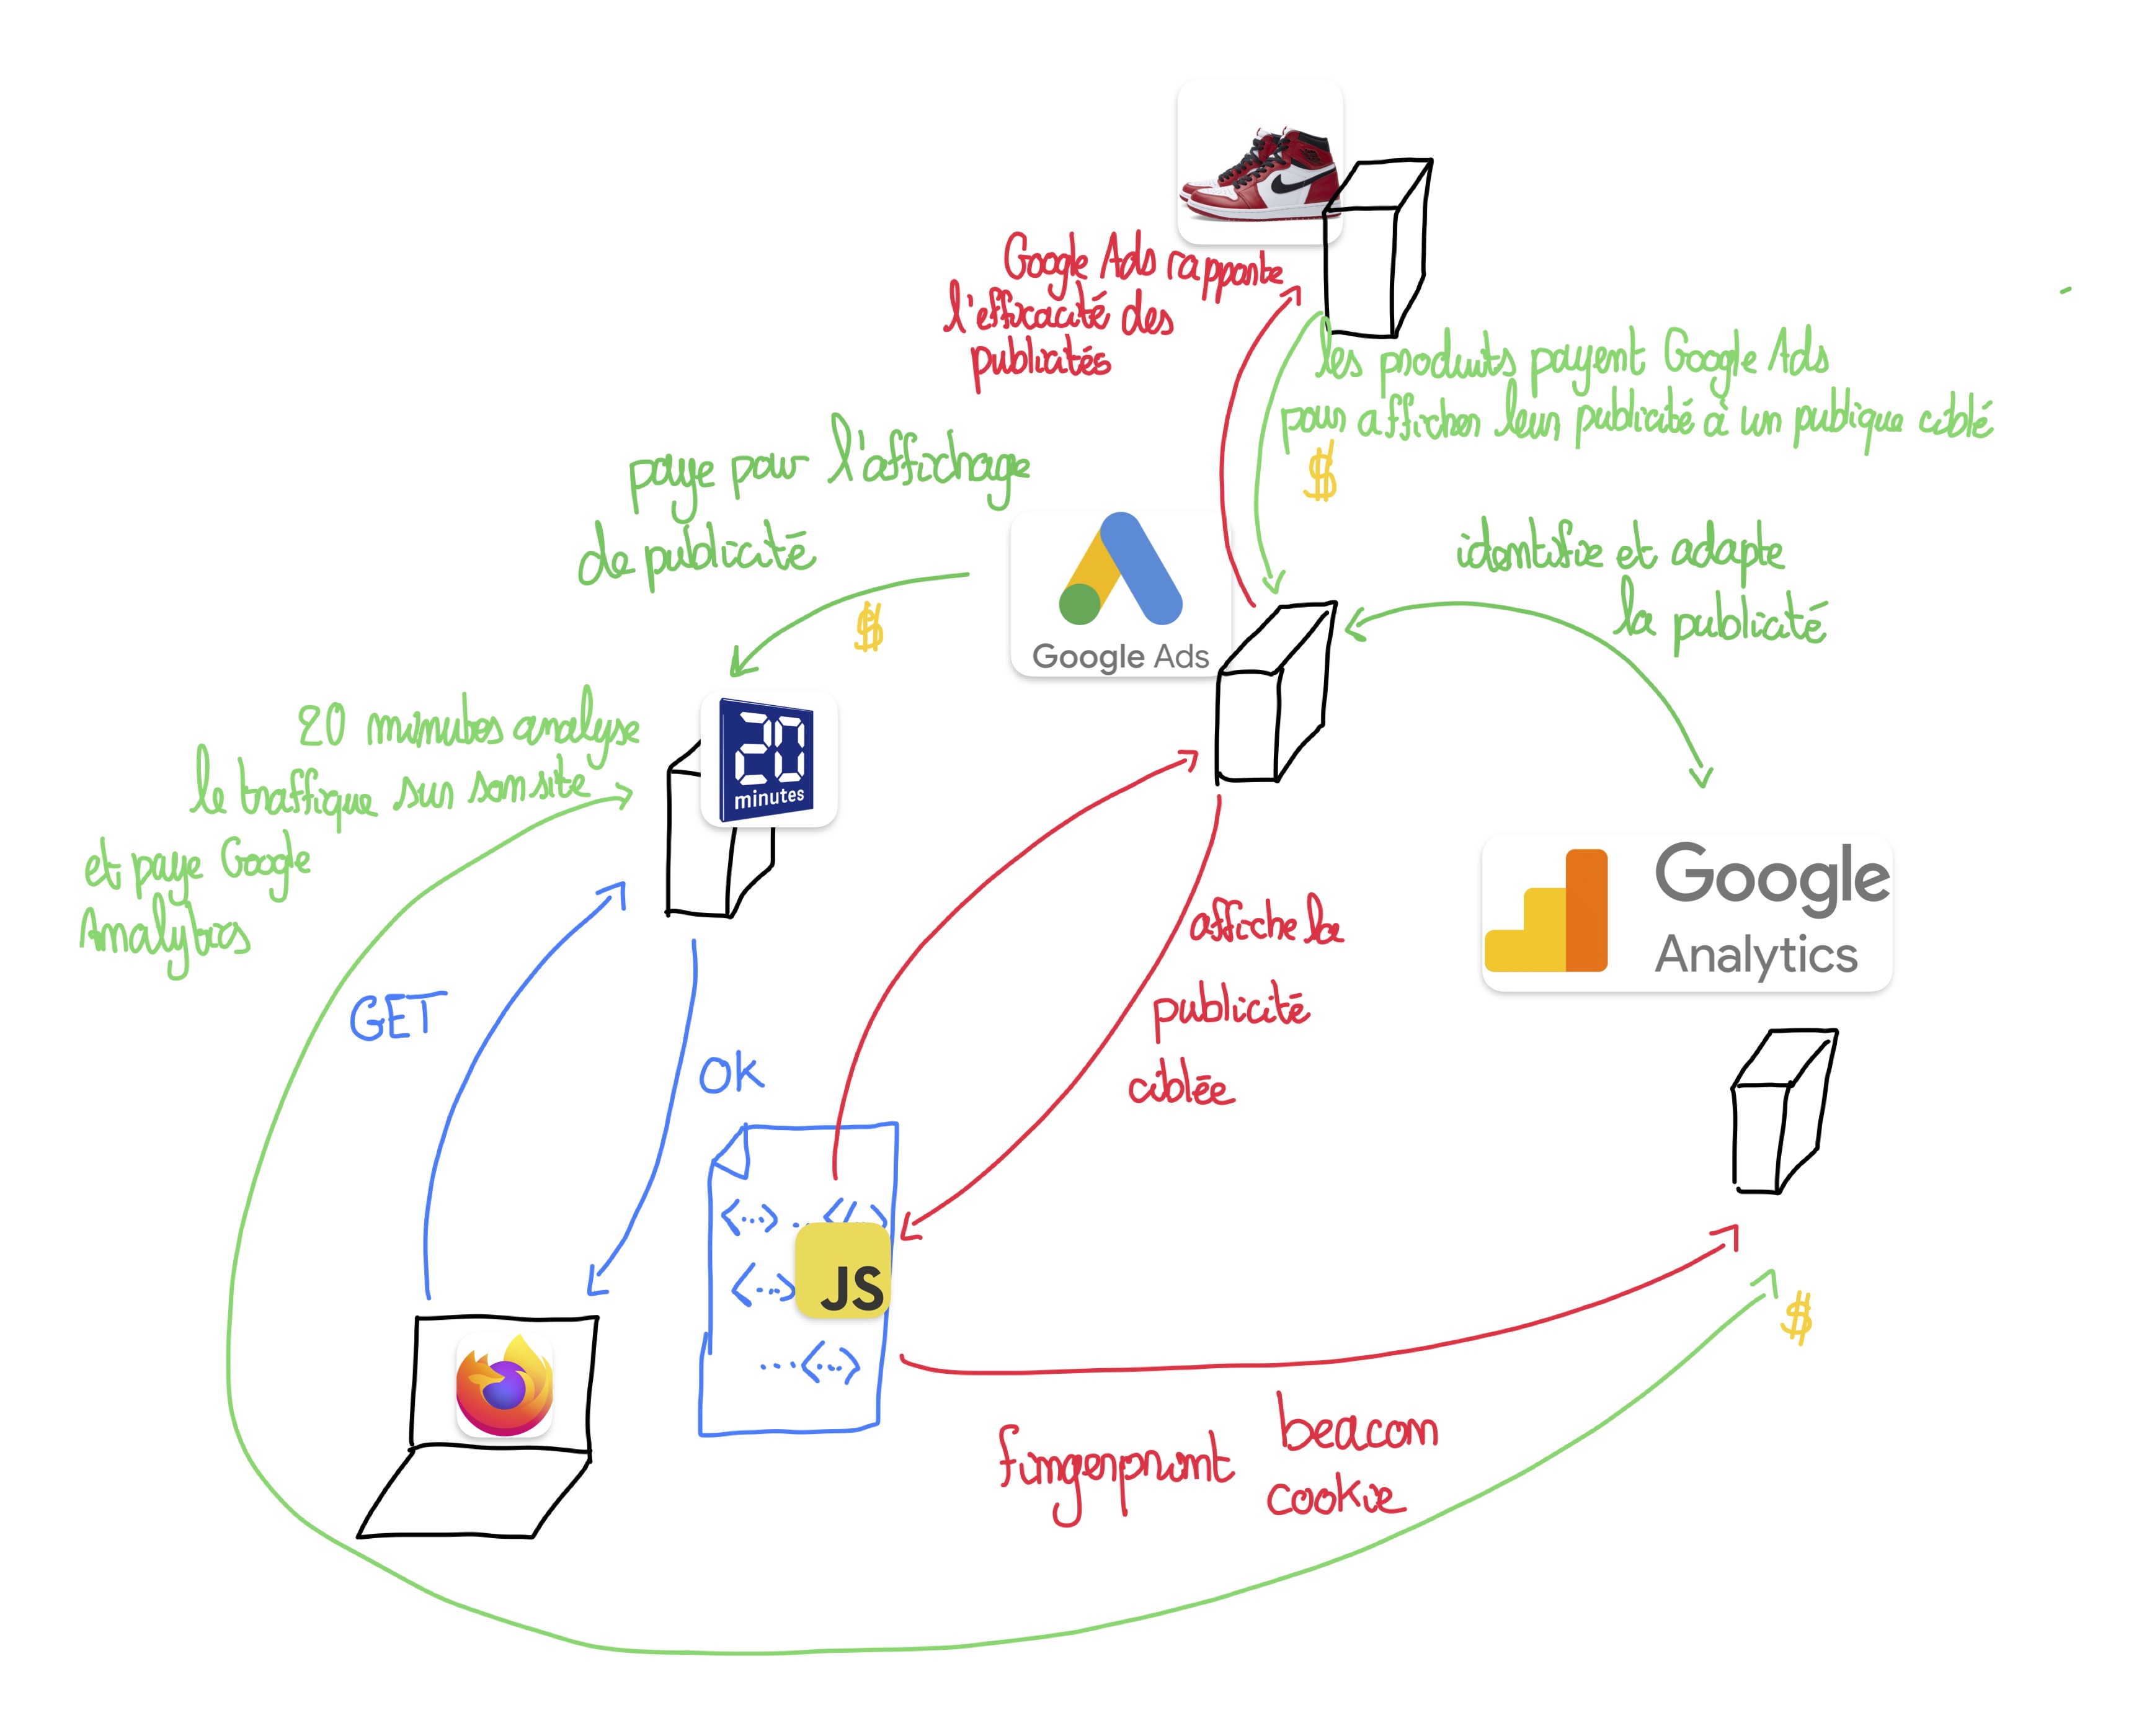 Google Ads rapporte
l'efficacité des
publicités
les produits payent Google Ads
pour afficher leur publicité à un publique ciblé
$
paye pour l'affichage
de publicité
$
identifie et adapte
la publicité
Google Ads
20 minutes analyse
le traffique sur son site
et paye Google
Analytics
20
minutes
Google
Analytics
affiche la
publicité
ciblée
GET
OK
<...>...</>
<...>
JS
...<...>
$
fingerprint
beacon
cookie